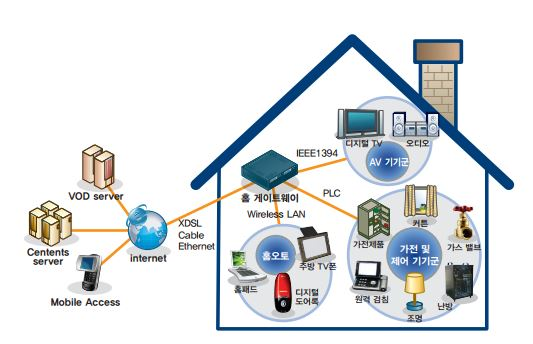 디지털 TV
오디오
IEEE1394
AV 기기군
VOD server
홈 게이트웨이
PLC
Wireless LAN
XDSL
Cable
Ethernet
가전제품
커튼
가스 밸브
Centents
server
internet
홈오토
가전 및
제어 기기군
주방 TV폰
홈패드
디지털
도어록
Mobile Access
원격 검침
조명
난방